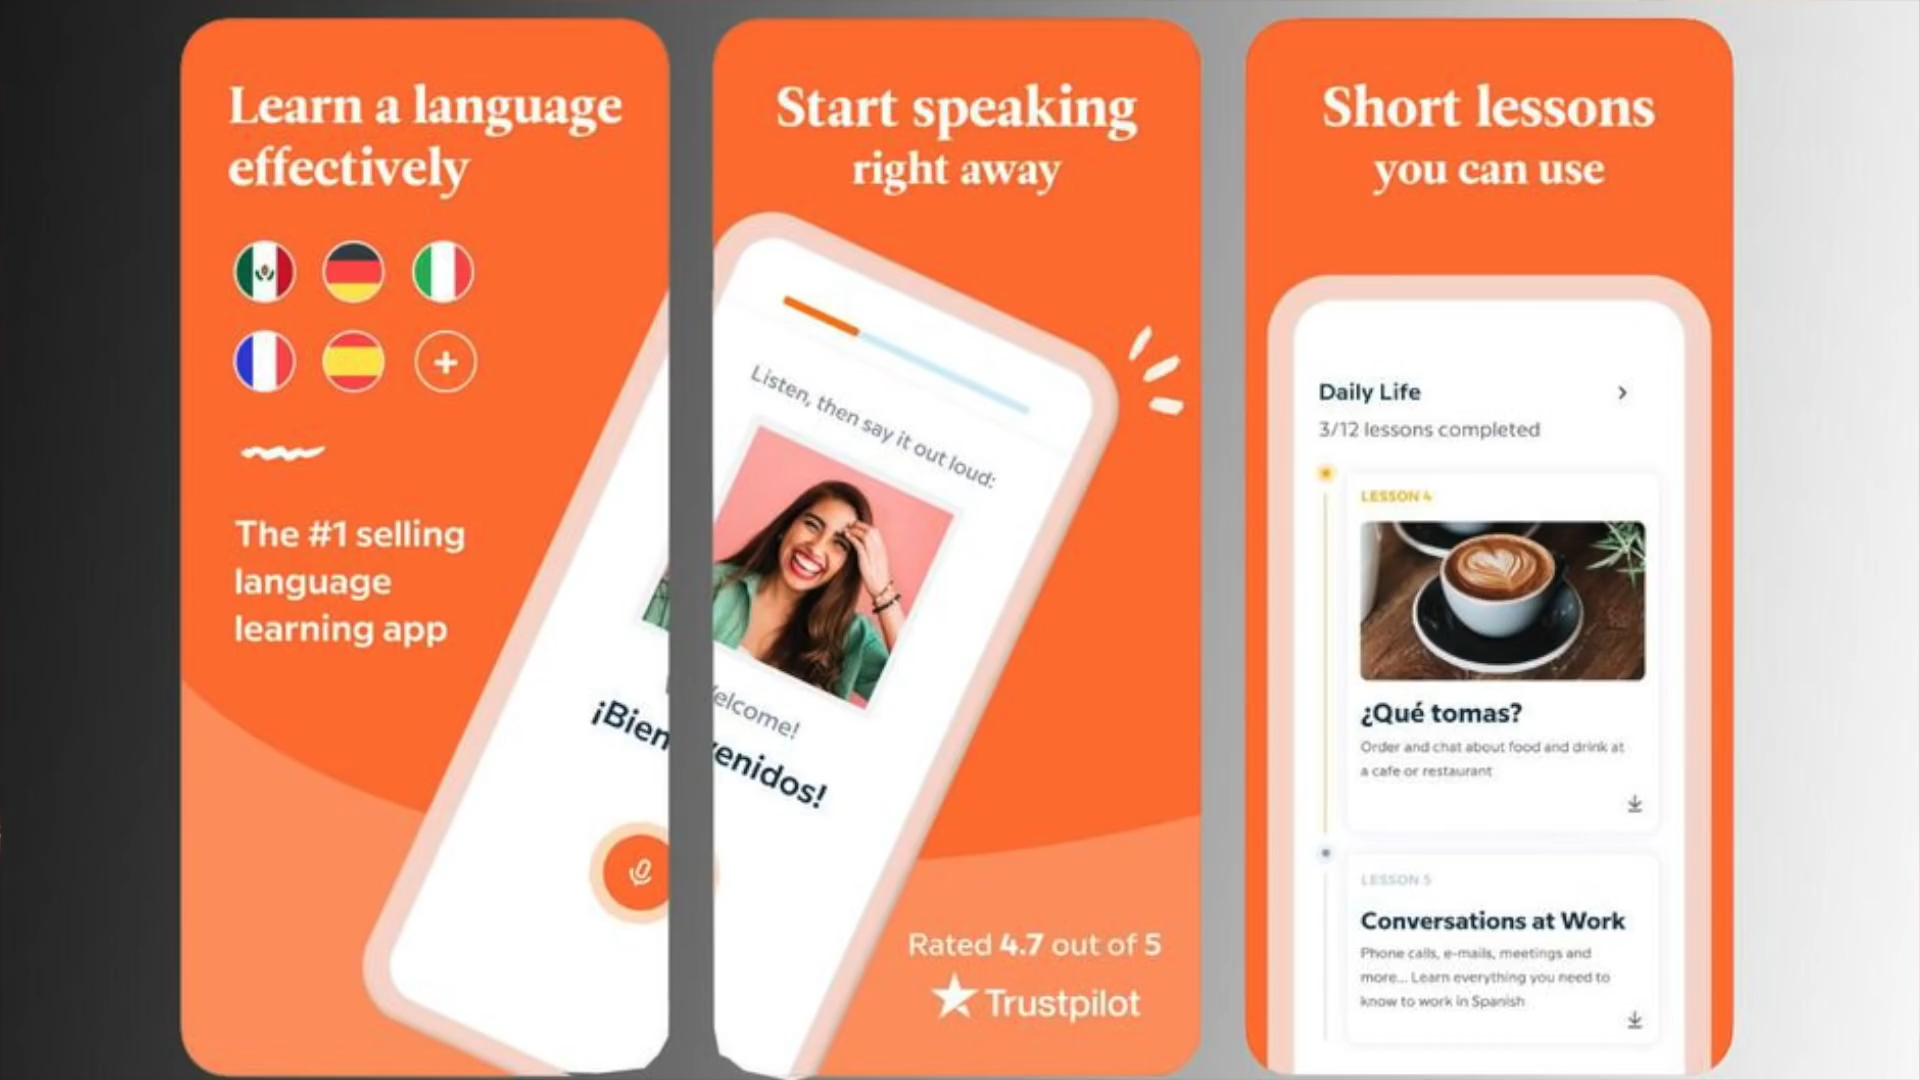 Learn a language
effectively
The #1 selling
language
learning app
¡Bien
Start speaking
right away
Listen, then say it out loud:
elcome!
venidos!
Rated 4.7 out of 5
Trustpilot
Short lessons
you can use
Daily Life
3/12 lessons completed
LESSON 4
¿Qué tomas?
Order and chat about food and drink at
a cafe or restaurant
LESSON 5
Conversations at Work
Phone calls, e-mails, meetings and
more... Learn everything you need to
know to work in Spanish